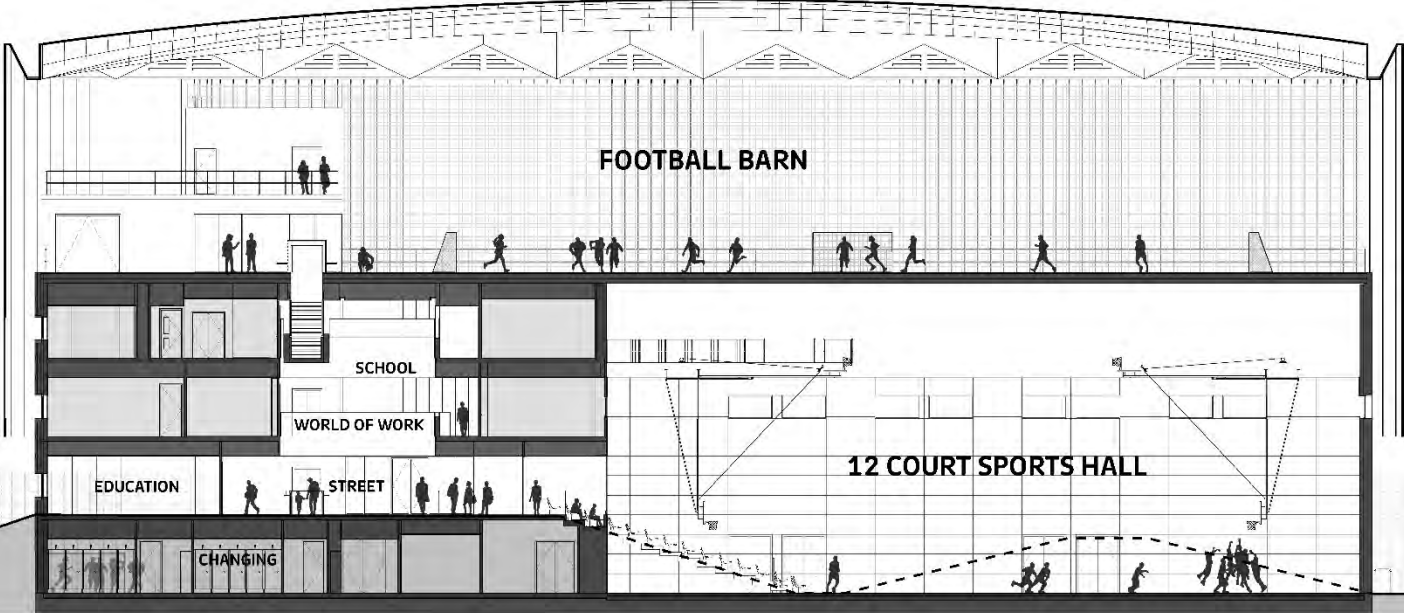 FOOTBALL BARN
SCHOOL
WORLD OF WORK
12 COURT SPORTS HALL
EDUCATION
STREET
CHANGING